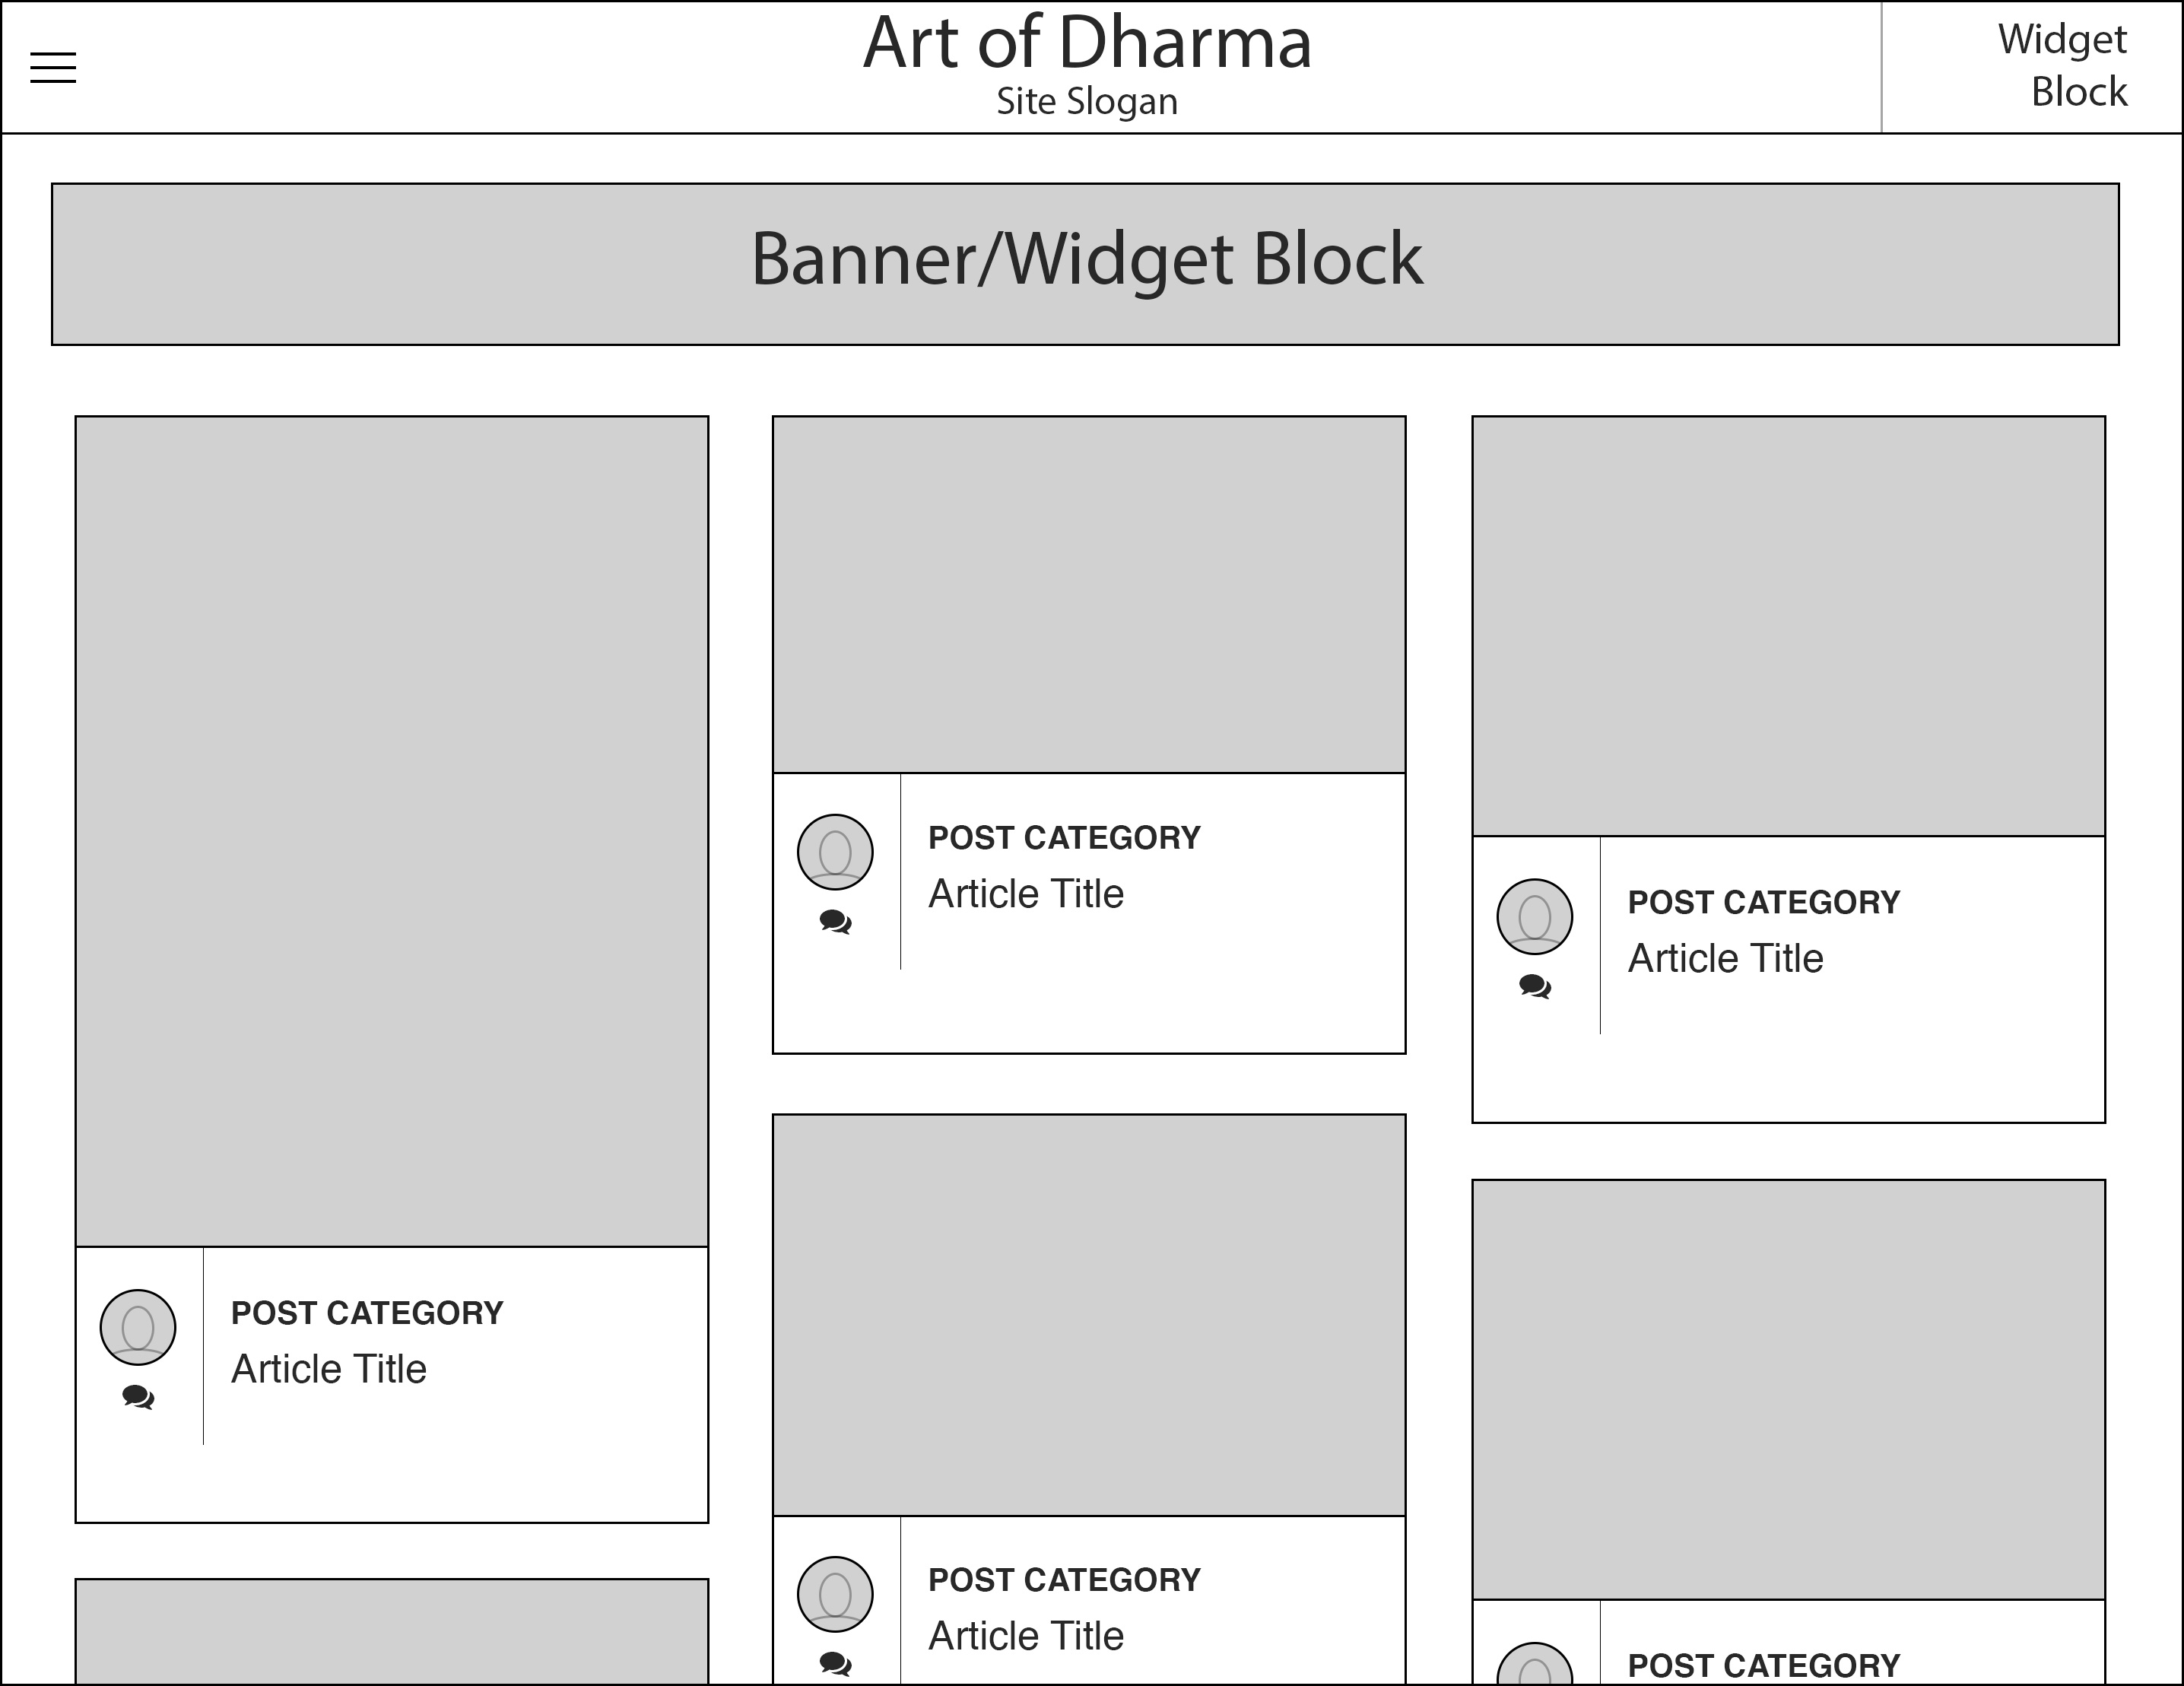 Art of Dharma
Site Slogan
Widget
Block
Banner/Widget Block
POST CATEGORY
Article Title
POST CATEGORY
Article Title
POST CATEGORY
Article Title
POST CATEGORY
Article Title
POST CATEGORY